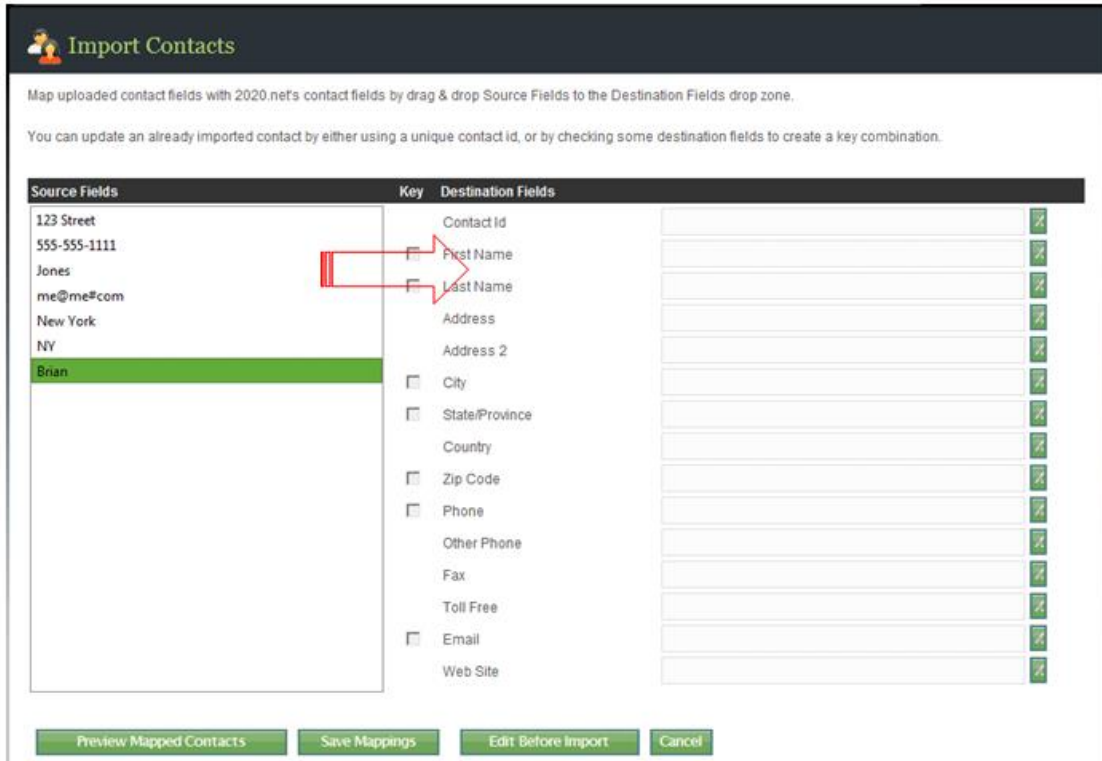 Import Contacts
Map uploaded contact fields with 2020.net's contact fields by drag & drop Source Fields to the Destination Fields drop zone.
You can update an already imported contact by either using a unique contact id, or by checking some destination fields to create a key combination.
Source Fields Key Destination Fields
123 Street
555-555-1111
Jones
me@me#com
New York
NY
Brian
Contact Id
First Name
Last Name
Address
Address 2
City
State/Province
Country
Zip Code
Phone
Other Phone
Fax
Toll Free
Email
Web Site
Preview Mapped Contacts Save Mappings Edit Before Import Cancel